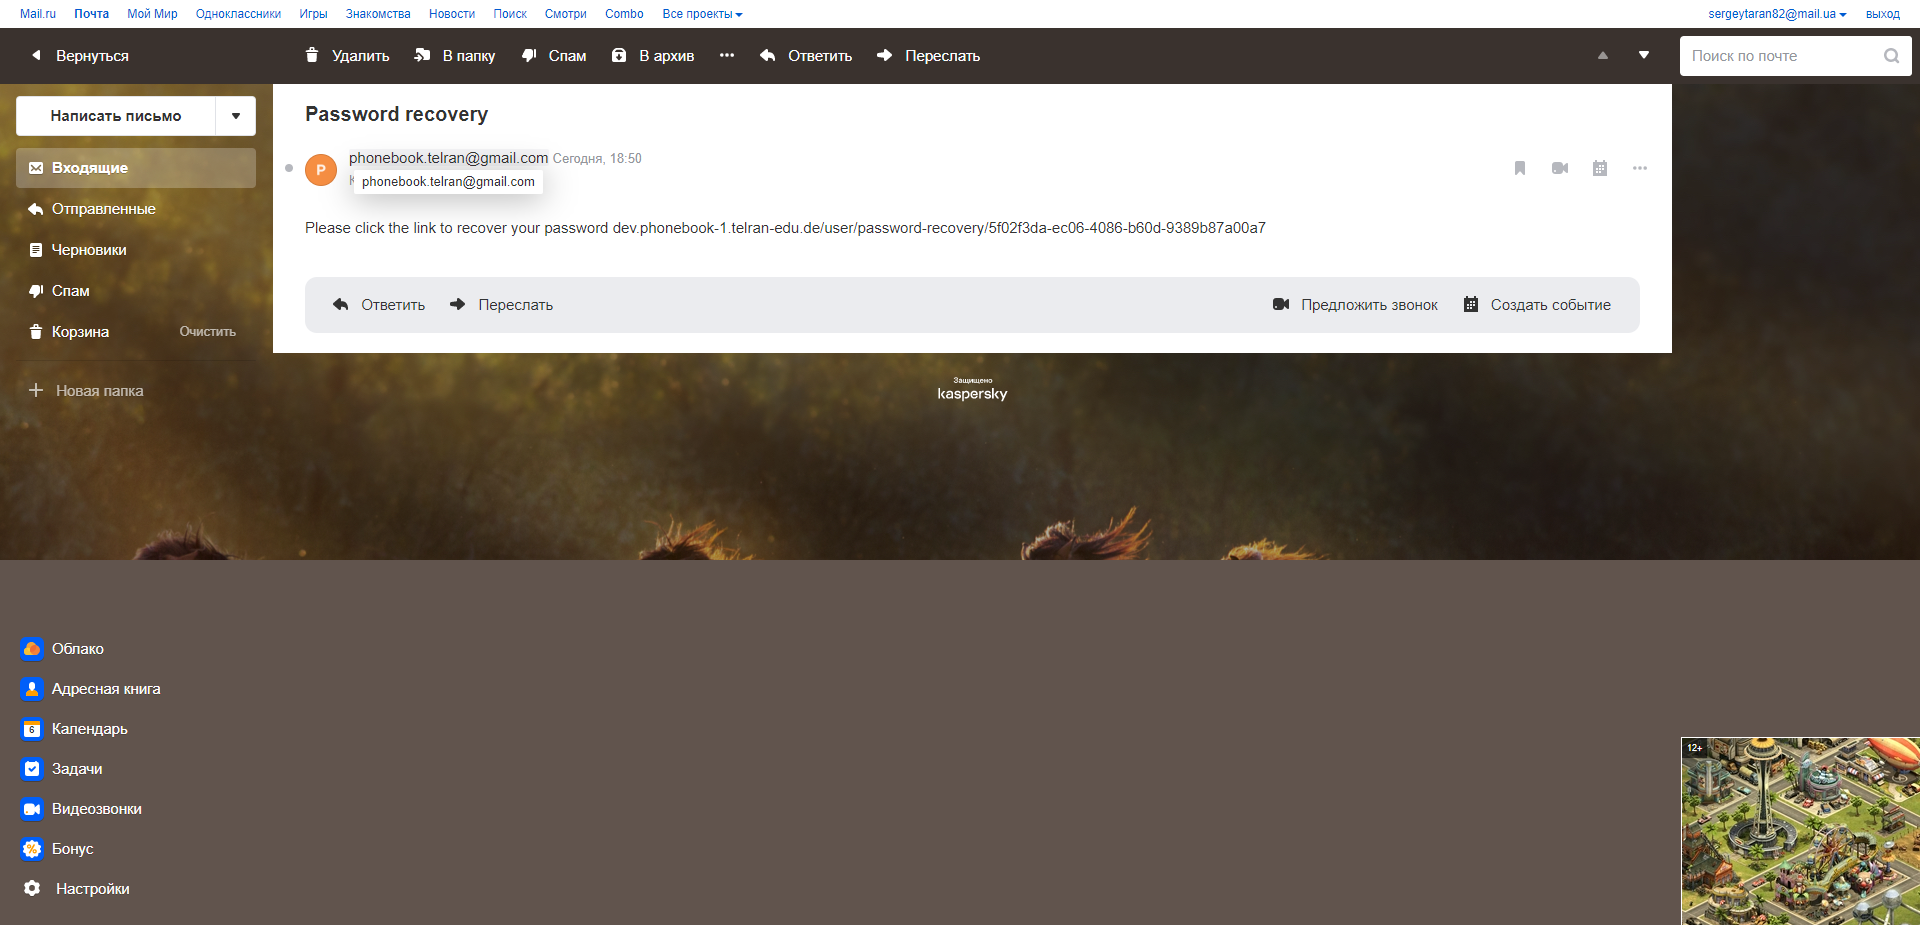 Mail.ru Почта Мой Мир Одноклассники Игры Знакомства Новости Поиск Смотри Combo Все проекты sergeytaran82@mail.ua выход
Вернуться Удалить В папку Спам В архив Ответить Переслать Поиск по почте
Написать письмо
Входящие
Отправленные
Черновики
Спам
Корзина Очистить
Новая папка
Password recovery
P phonebook.telran@gmail.com Сегодня, 18:50
phonebook.telran@gmail.com
Please click the link to recover your password dev.phonebook-1.telran-edu.de/user/password-recovery/5f02f3da-ec06-4086-b60d-9389b87a00a7
Ответить Переслать Предложить звонок Создать событие
Защищено
kaspersky
Облако
Адресная книга
6 Календарь
Задачи
Видеозвонки
% Бонус
Настройки
12+